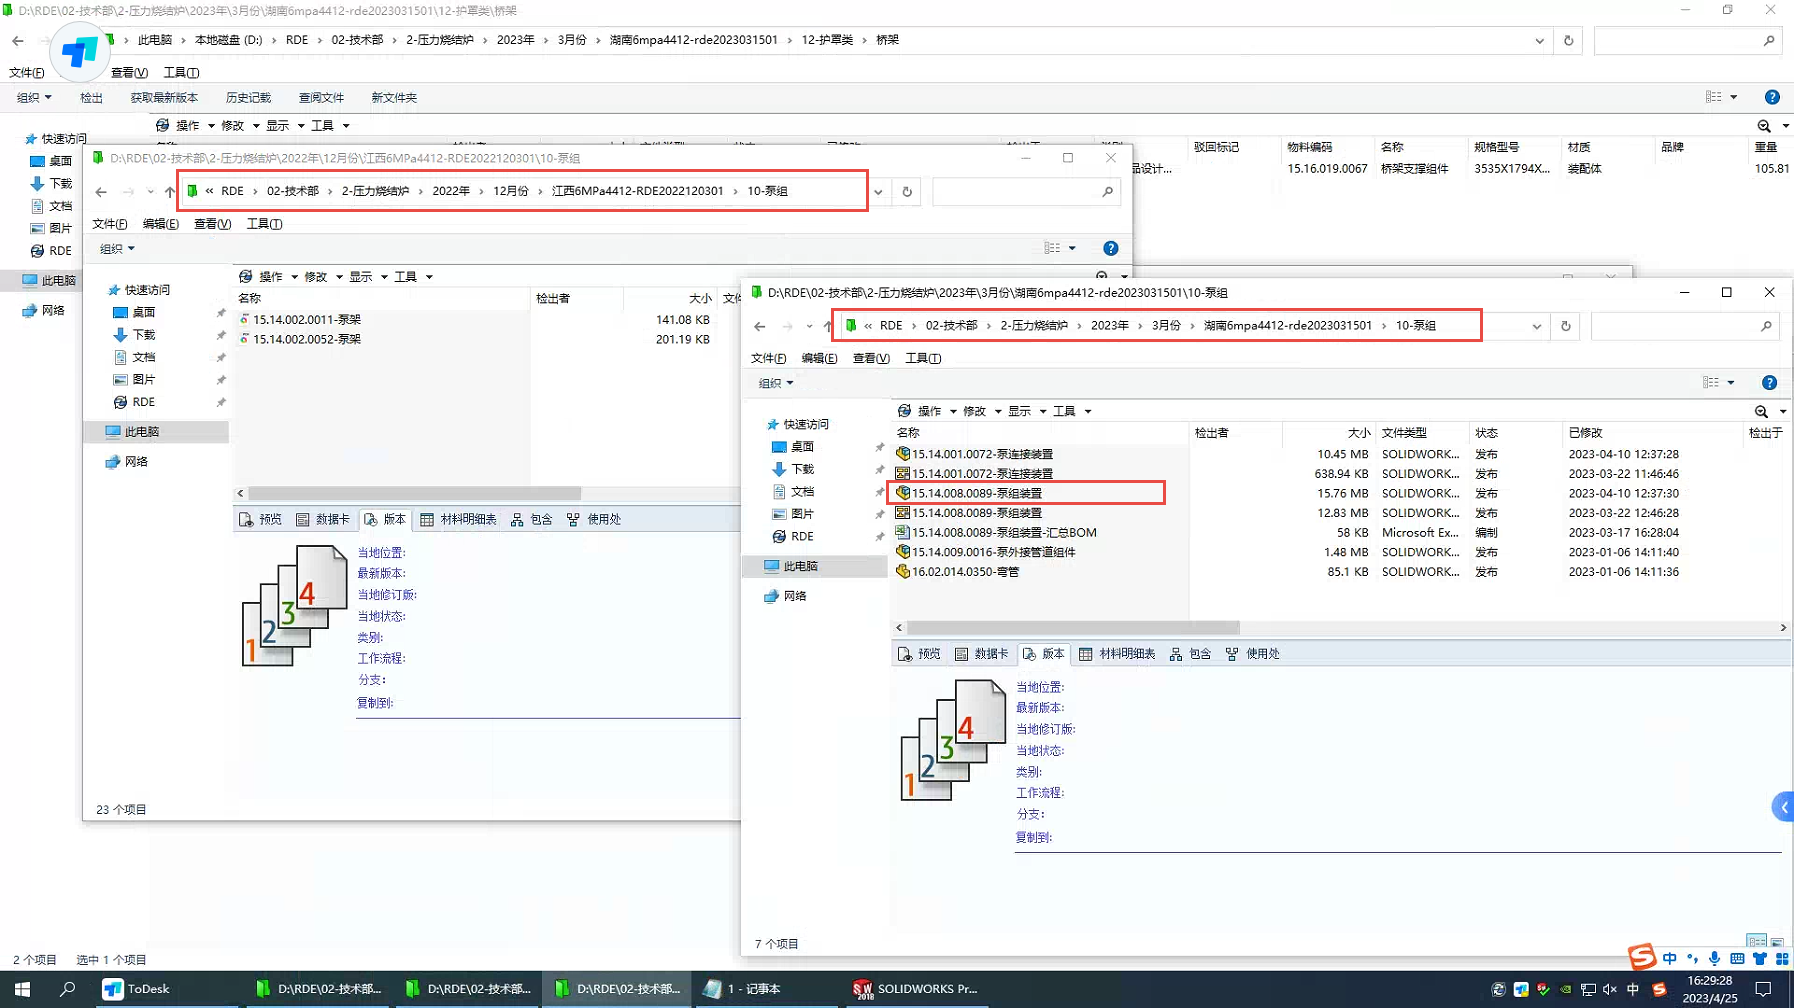 D:\RDE\02-技术部\2-压力烧结炉\2023年\3月份\湖南6mpa4412-rde2023031501\12-护罩类\桥架
此电脑 › 本地磁盘 (D:) › RDE › 02-技术部 › 2-压力烧结炉 › 2023年 › 3月份 › 湖南6mpa4412-rde2023031501 › 12-护罩类 › 桥架
文件(F) 查看(V) 工具(T)
组织 检出 获取最新版本 历史记载 查阅文件 新文件夹
快速访问
桌面
下载
文档
图片
RDE
此电脑
网络
操作 修改 显示 工具
驳回标记 物料编码 名称 规格型号 材质 品牌 重量
品设计... 15.16.019.0067 桥架支撑组件 3535X1794X... 装配体 105.81
D:\RDE\02-技术部\2-压力烧结炉\2022年\12月份\江西6MPa4412-RDE2022120301\10-泵组
« RDE › 02-技术部 › 2-压力烧结炉 › 2022年 › 12月份 › 江西6MPa4412-RDE2022120301 › 10-泵组
文件(F) 编辑(E) 查看(V) 工具(T)
组织
快速访问
桌面
下载
文档
图片
RDE
此电脑
网络
操作 修改 显示 工具
名称 检出者 大小 文件
15.14.002.0011-泵架 141.08 KB
15.14.002.0052-泵架 201.19 KB
预览 数据卡 版本 材料明细表 包含 使用处
1 2 3 4
当地位置:
最新版本:
当地修订版:
当地状态:
类别:
工作流程:
分支:
复制到:
23 个项目
D:\RDE\02-技术部\2-压力烧结炉\2023年\3月份\湖南6mpa4412-rde2023031501\10-泵组
« RDE › 02-技术部 › 2-压力烧结炉 › 2023年 › 3月份 › 湖南6mpa4412-rde2023031501 › 10-泵组
文件(F) 编辑(E) 查看(V) 工具(T)
组织
快速访问
桌面
下载
文档
图片
RDE
此电脑
网络
操作 修改 显示 工具
名称 检出者 大小 文件类型 状态 已修改 检出于
15.14.001.0072-泵连接装置 10.45 MB SOLIDWORK... 发布 2023-04-10 12:37:28
15.14.001.0072-泵连接装置 638.94 KB SOLIDWORK... 发布 2023-03-22 11:46:46
15.14.008.0089-泵组装置 15.76 MB SOLIDWORK... 发布 2023-04-10 12:37:30
15.14.008.0089-泵组装置 12.83 MB SOLIDWORK... 发布 2023-03-22 12:46:28
15.14.008.0089-泵组装置-汇总BOM 58 KB Microsoft Ex... 编制 2023-03-17 16:28:04
15.14.009.0016-泵外接管道组件 1.48 MB SOLIDWORK... 发布 2023-01-06 14:11:40
16.02.014.0350-弯管 85.1 KB SOLIDWORK... 发布 2023-01-06 14:11:36
预览 数据卡 版本 材料明细表 包含 使用处
1 2 3 4
当地位置:
最新版本:
当地修订版:
当地状态:
类别:
工作流程:
分支:
复制到:
7 个项目
2 个项目 选中 1 个项目
中
ToDesk D:\RDE\02-技术部... D:\RDE\02-技术部... D:\RDE\02-技术部... 1 - 记事本 SOLIDWORKS Pr...
中
16:29:28
2023/4/25